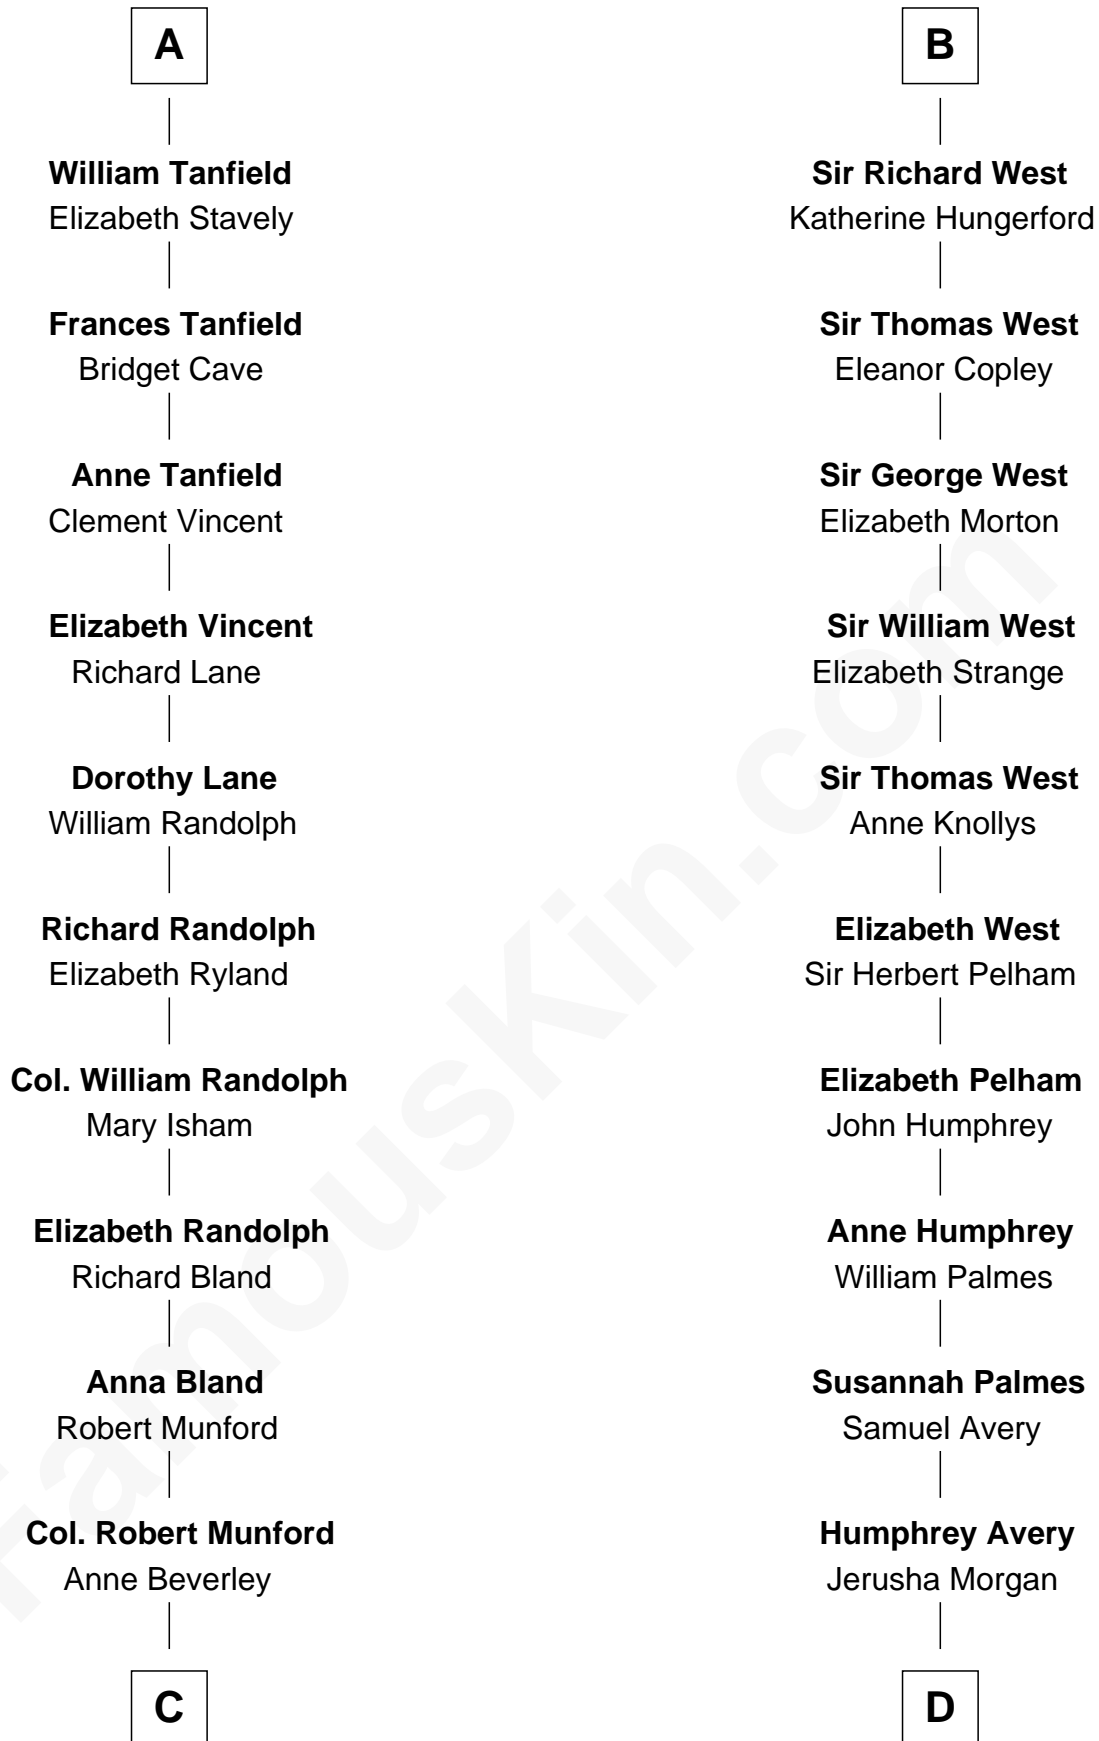 A
William Tanfield
Elizabeth Stavely
Frances Tanfield
Bridget Cave
Anne Tanfield
Clement Vincent
Elizabeth Vincent
Richard Lane
Dorothy Lane
William Randolph
Richard Randolph
Elizabeth Ryland
Col. William Randolph
Mary Isham
Elizabeth Randolph
Richard Bland
Anna Bland
Robert Munford
Col. Robert Munford
Anne Beverley
C
B
Sir Richard West
Katherine Hungerford
Sir Thomas West
Eleanor Copley
Sir George West
Elizabeth Morton
Sir William West
Elizabeth Strange
Sir Thomas West
Anne Knollys
Elizabeth West
Sir Herbert Pelham
Elizabeth Pelham
John Humphrey
Anne Humphrey
William Palmes
Susannah Palmes
Samuel Avery
Humphrey Avery
Jerusha Morgan
D
FamousKin.com